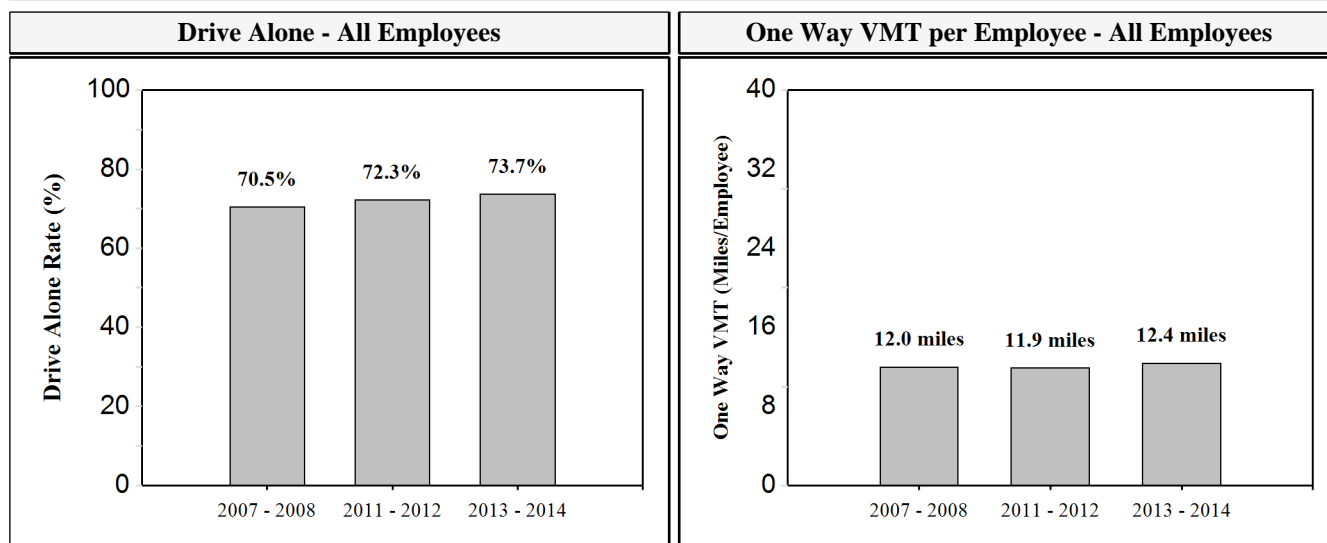 Drive Alone - All Employees
One Way VMT per Employee - All Employees
Drive Alone Rate (%)
100
80
60
40
20
0
70.5%
72.3%
73.7%
2007 - 2008
2011 - 2012
2013 - 2014
One Way VMT (Miles/Employee)
40
32
24
16
8
0
12.0 miles
11.9 miles
12.4 miles
2007 - 2008
2011 - 2012
2013 - 2014